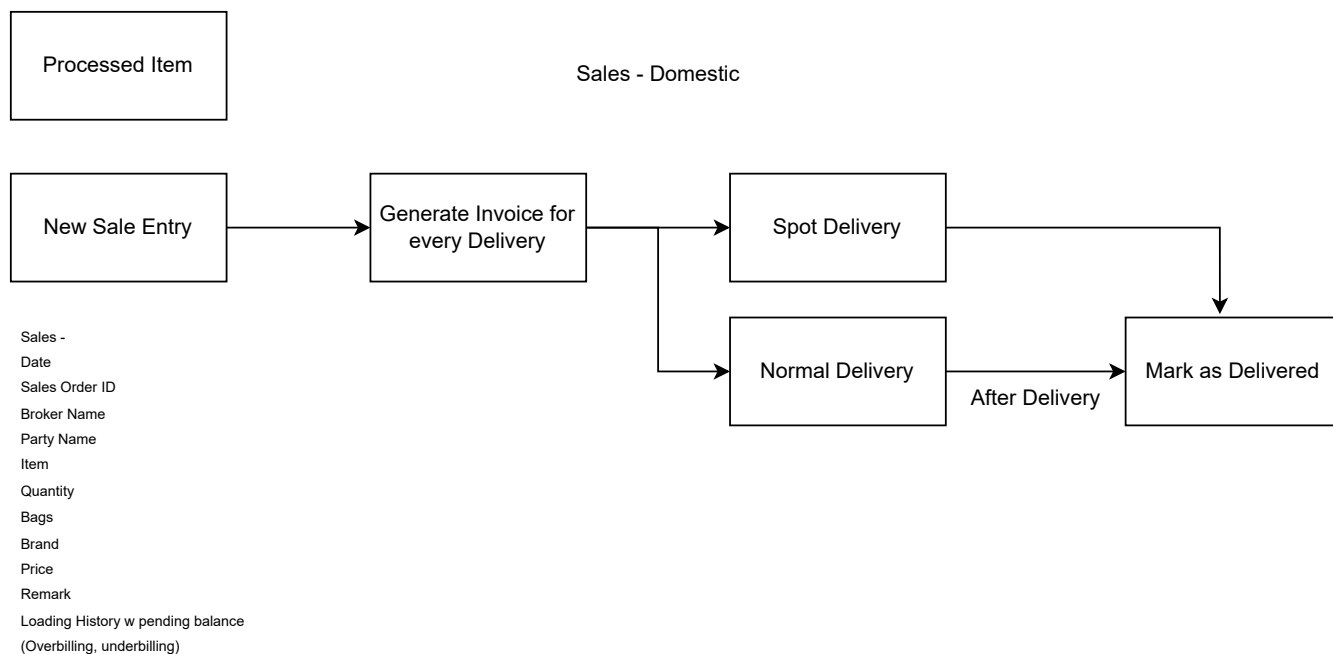 Processed Item
Sales - Domestic
New Sale Entry
Generate Invoice for
every Delivery
Spot Delivery
Normal Delivery
After Delivery
Mark as Delivered
Sales -
Date
Sales Order ID
Broker Name
Party Name
Item
Quantity
Bags
Brand
Price
Remark
Loading History w pending balance
(Overbilling, underbilling)